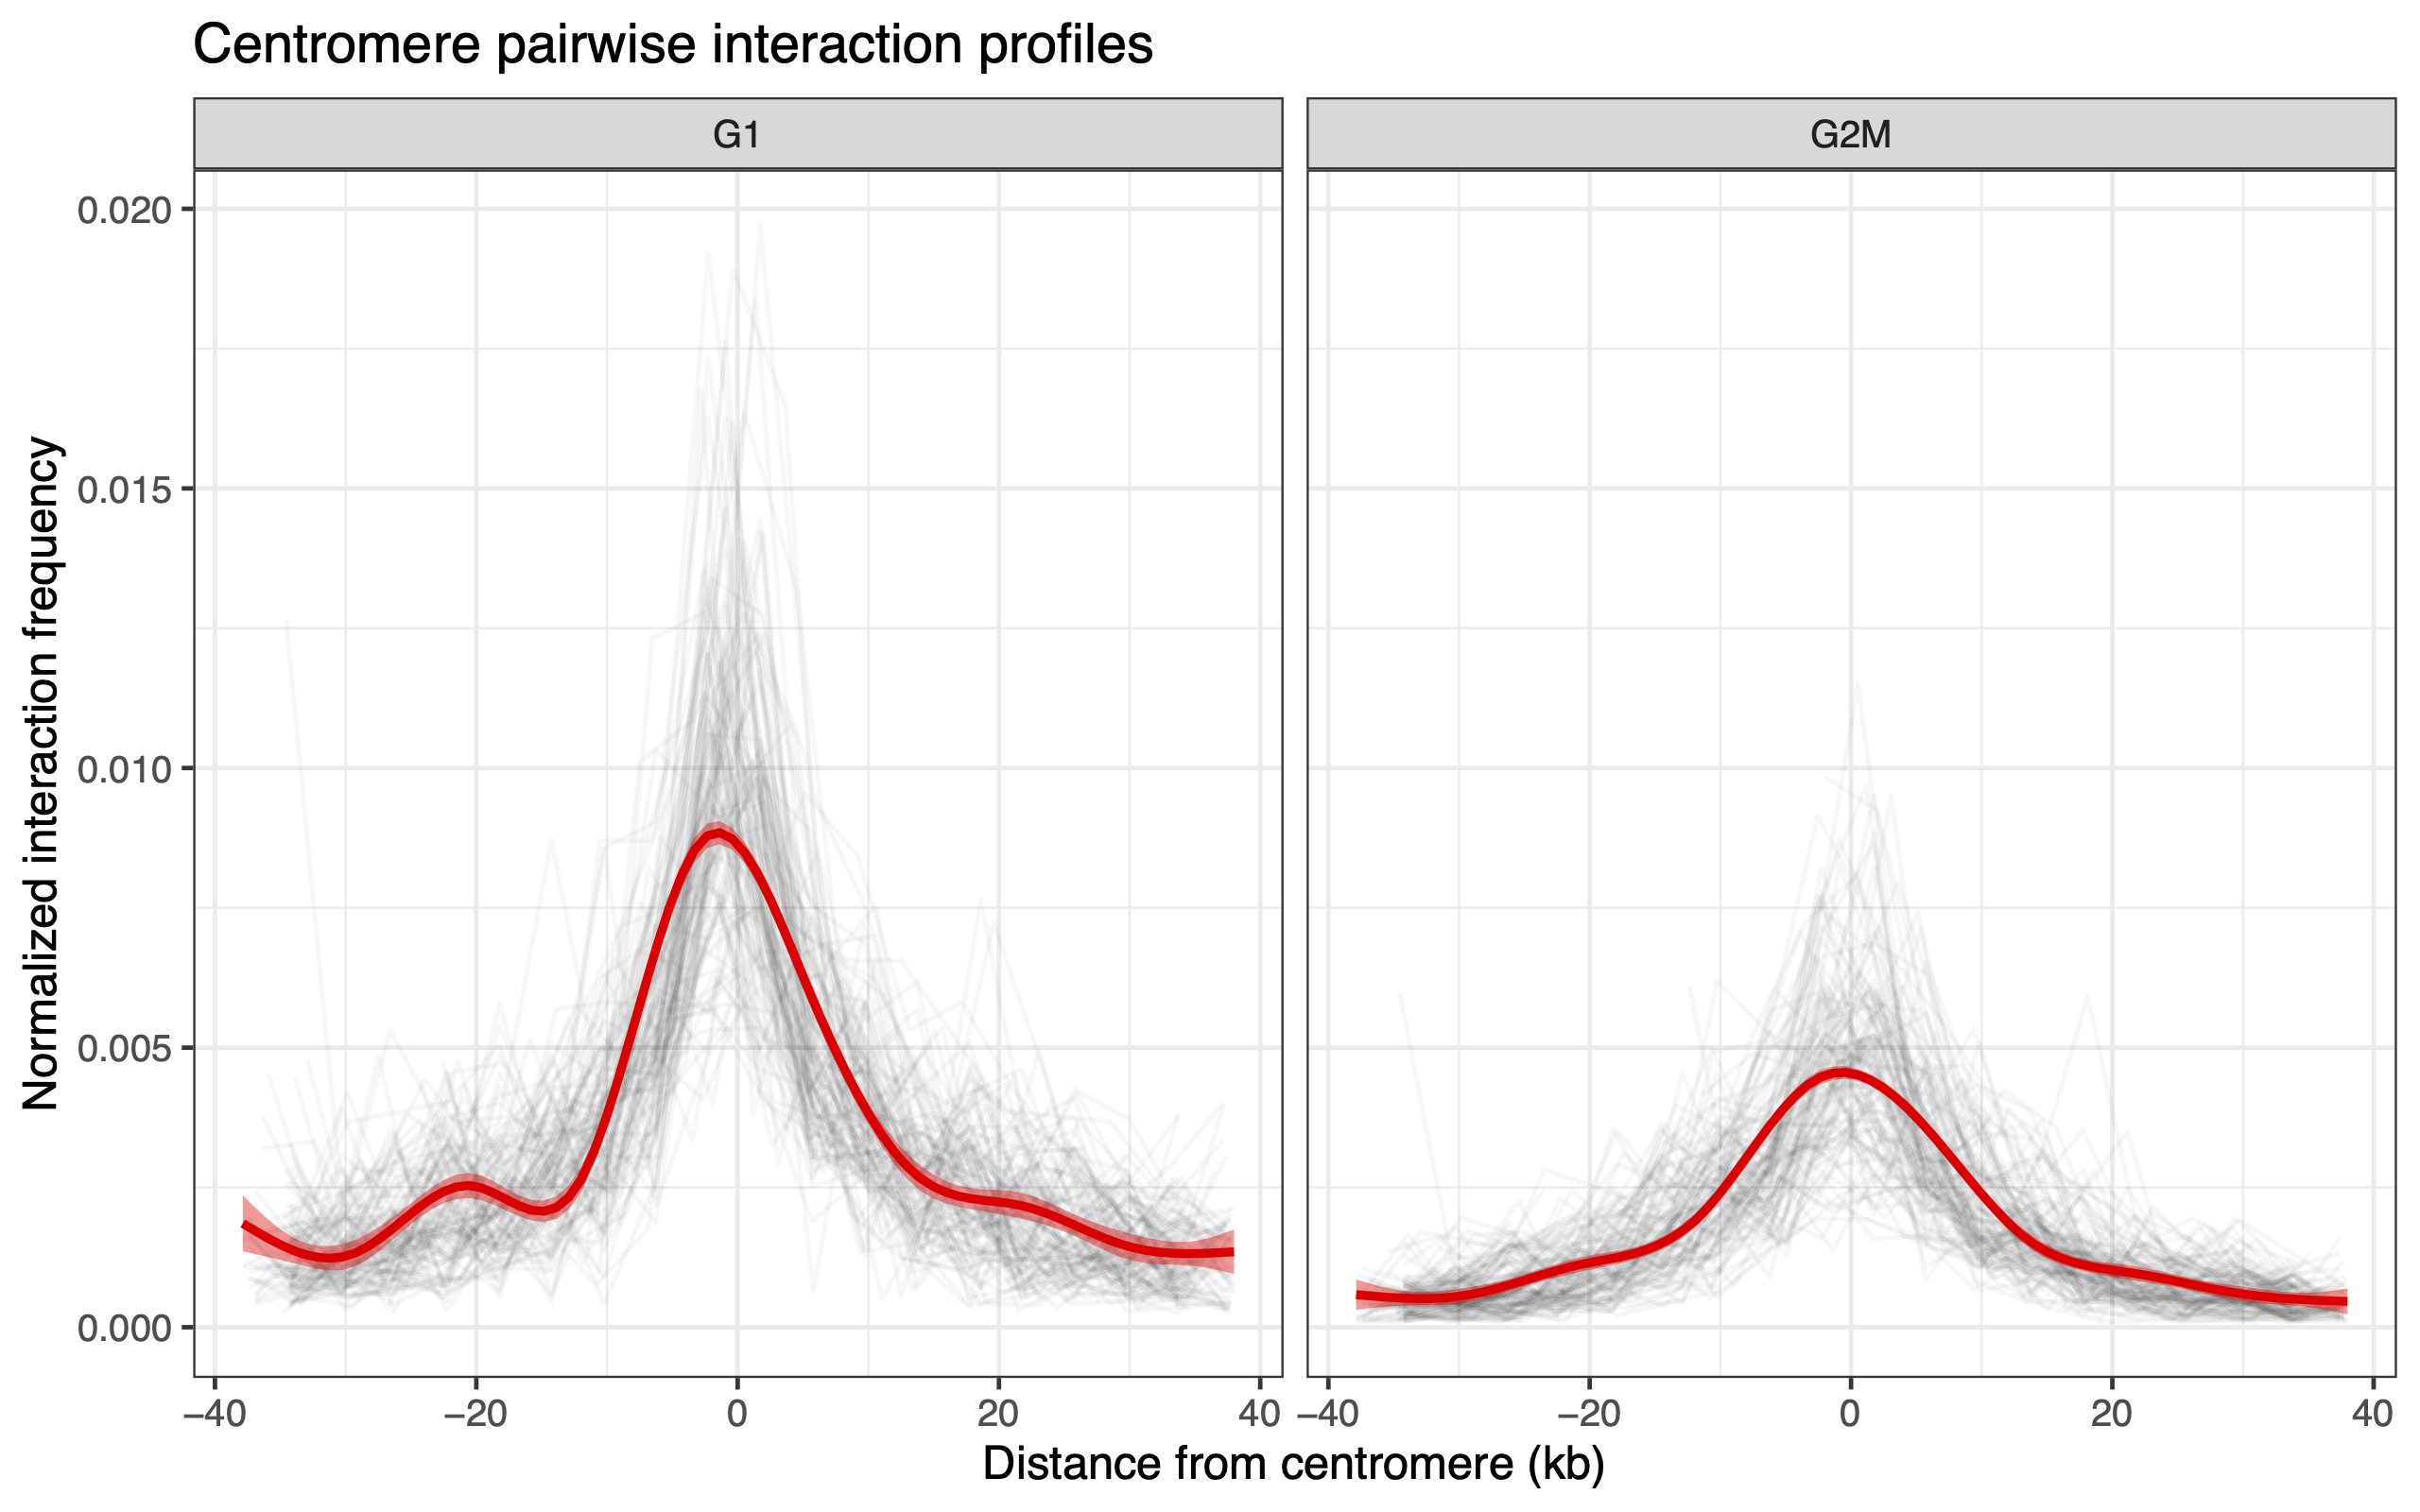 Centromere pairwise interaction profiles
G1
G2M
Normalized interaction frequency
0.020
0.015
0.010
0.005
0.000
−40 −20 0 20 40
−40 −20 0 20 40
Distance from centromere (kb)